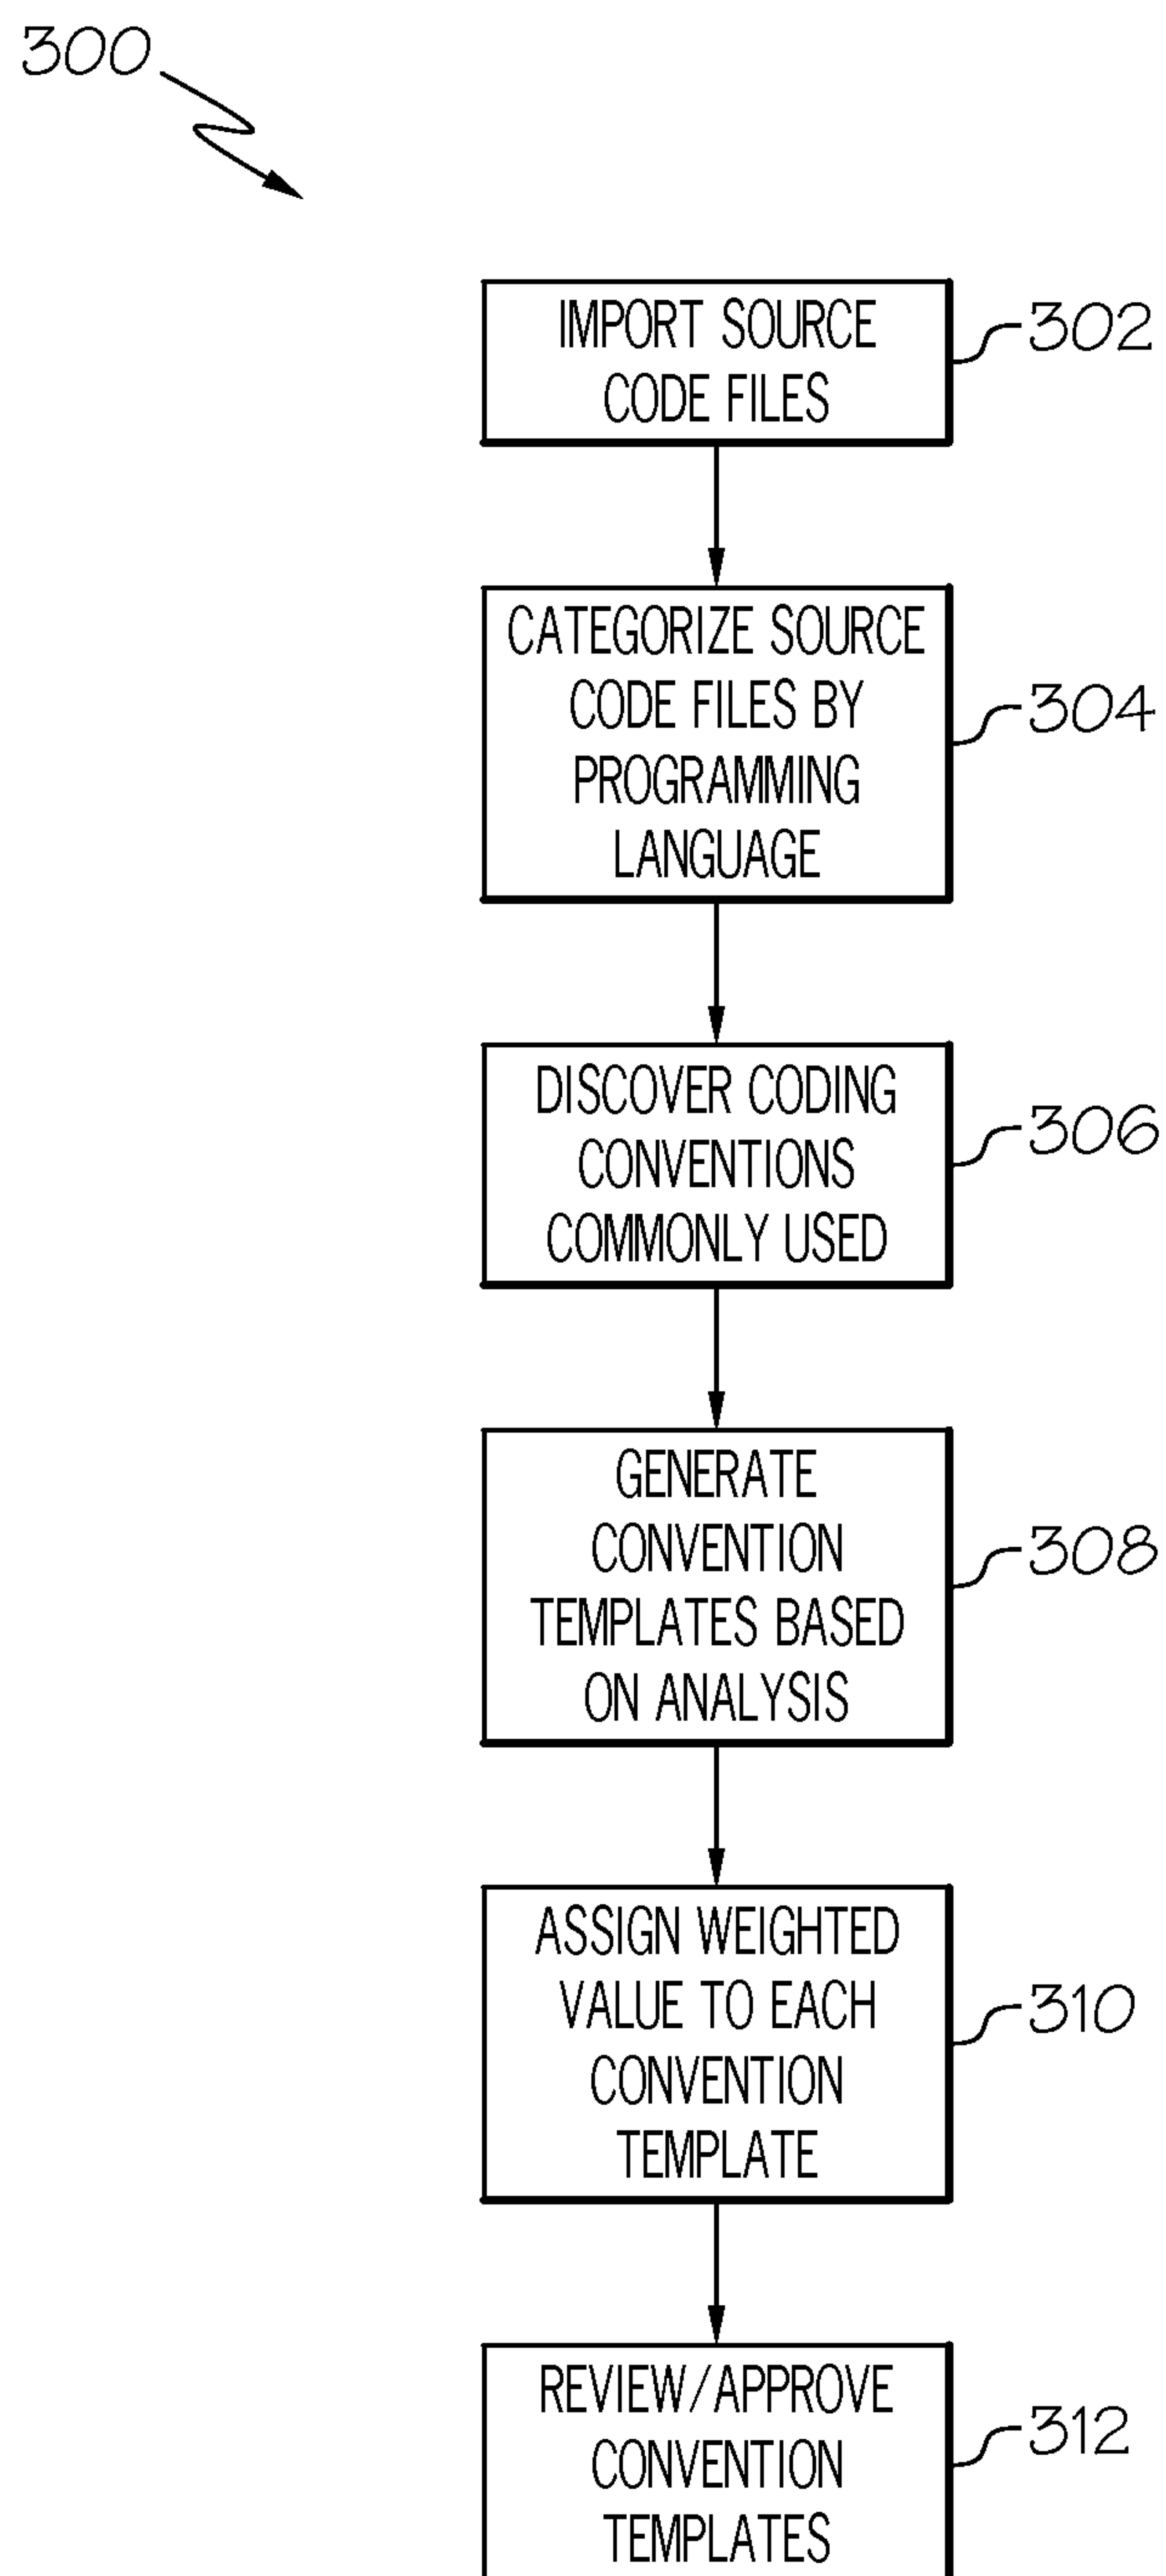 300
IMPORT SOURCE
CODE FILES
302
CATEGORIZE SOURCE
CODE FILES BY
PROGRAMMING
LANGUAGE
304
DISCOVER CODING
CONVENTIONS
COMMONLY USED
306
GENERATE
CONVENTION
TEMPLATES BASED
ON ANALYSIS
308
ASSIGN WEIGHTED
VALUE TO EACH
CONVENTION
TEMPLATE
310
REVIEW/APPROVE
CONVENTION
TEMPLATES
312